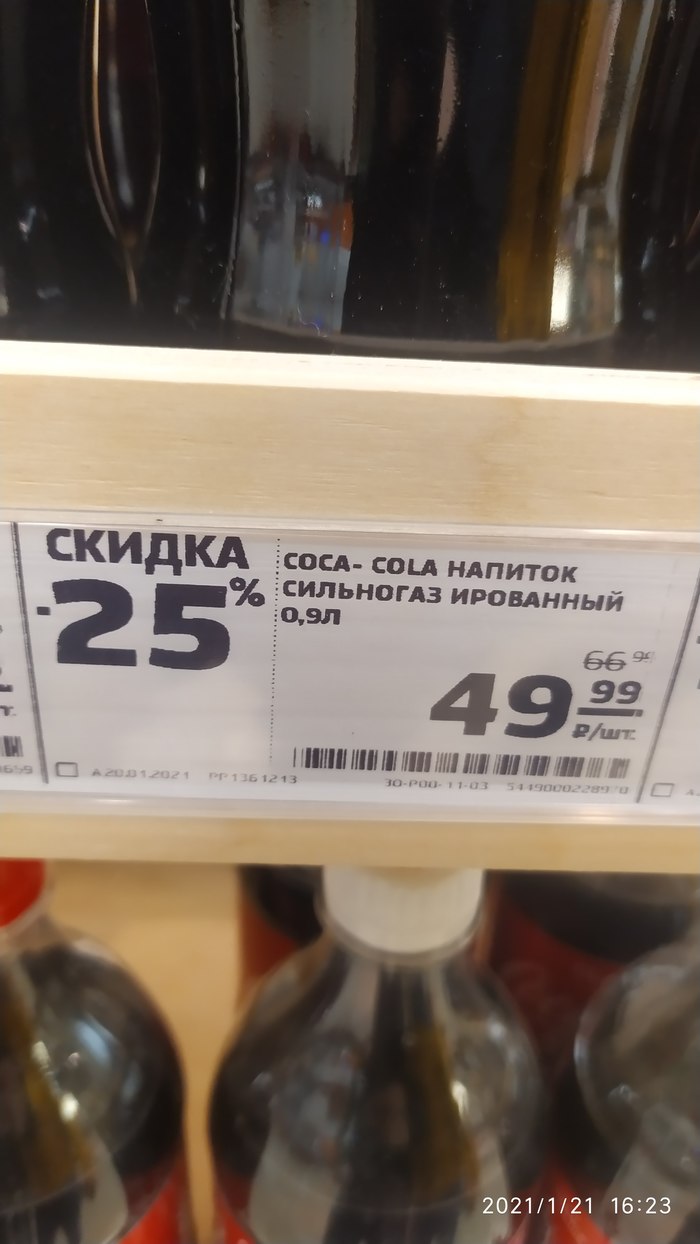 СКИДКА
-25%
COCA- COLA НАПИТОК
СИЛЬНОГАЗ ИРОВАННЫЙ
0,9Л
66 99
49 99
₽/шт.
А20.01.2021 РР1361213
30-P00-11-03 5449000228970
2021/1/21 16:23